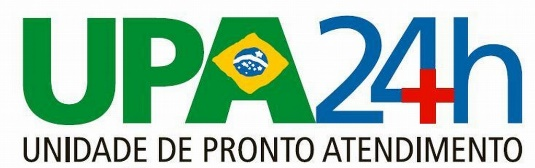 UPA24h
UNIDADE DE PRONTO ATENDIMENTO